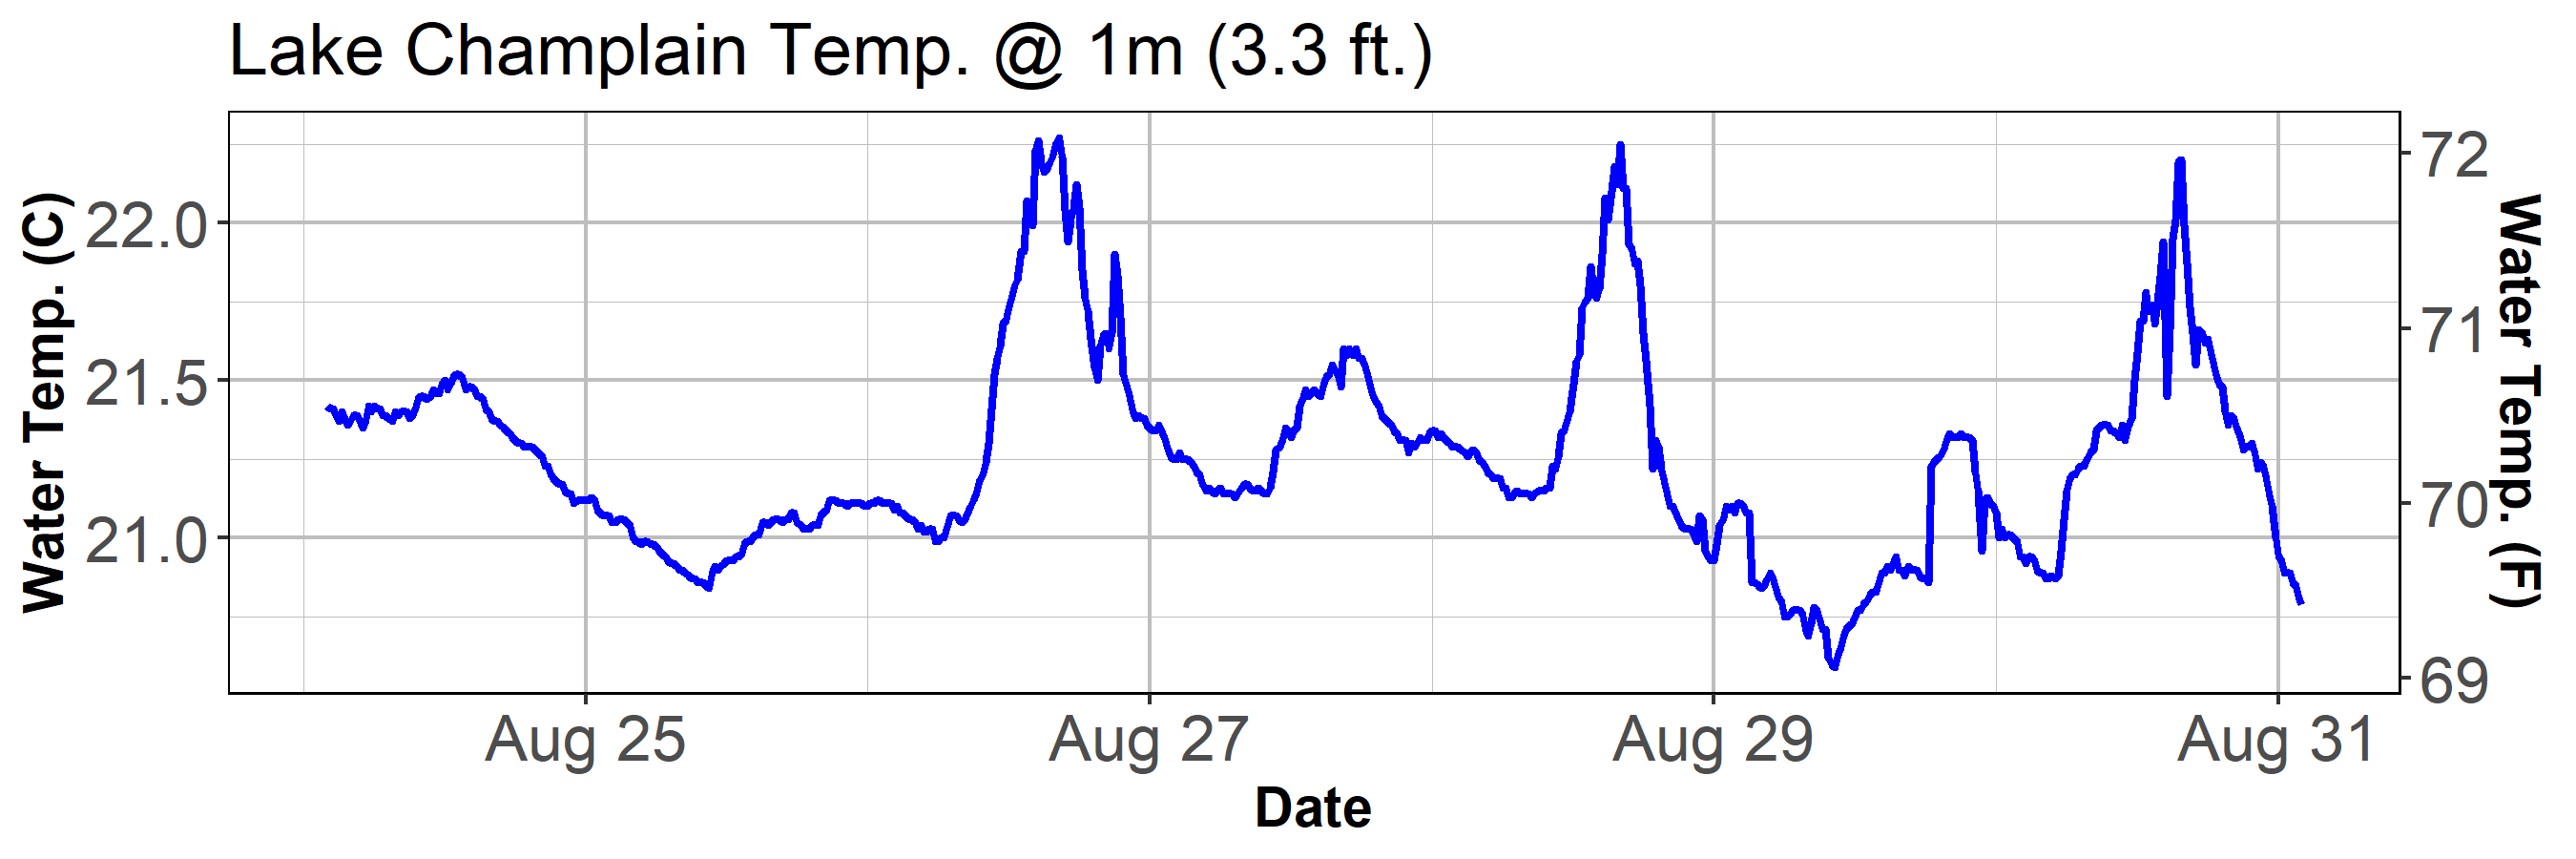 Lake Champlain Temp. @ 1m (3.3 ft.)
Water Temp. (C)
22.0
21.5
21.0
72
71
70
69
Water Temp. (F)
Aug 25
Aug 27
Aug 29
Aug 31
Date